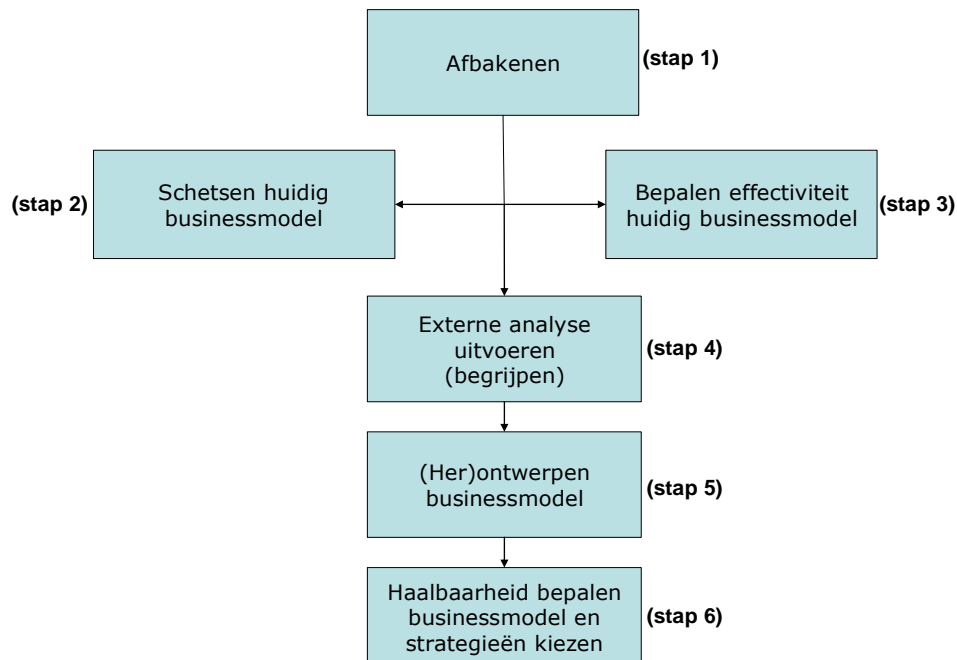 Afbakenen
(stap 1)
(stap 2)
Schetsen huidig
businessmodel
Bepalen effectiviteit
huidig businessmodel
(stap 3)
Externe analyse
uitvoeren
(begrijpen)
(stap 4)
(Her)ontwerpen
businessmodel
(stap 5)
Haalbaarheid bepalen
businessmodel en
strategieën kiezen
(stap 6)